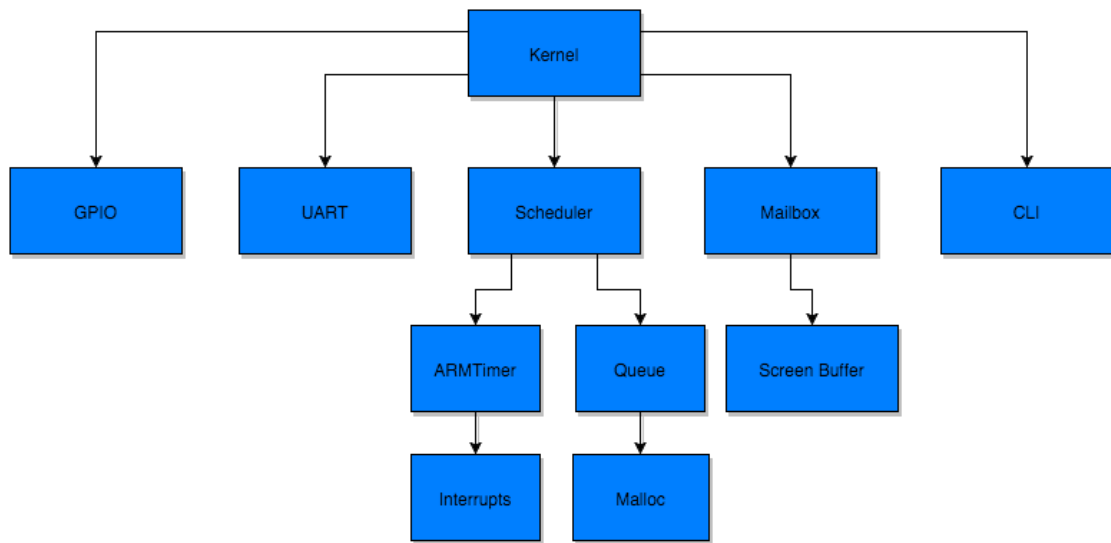 Kernel
GPIO
UART
Scheduler
Mailbox
CLI
ARMTimer
Queue
Screen Buffer
Interrupts
Malloc